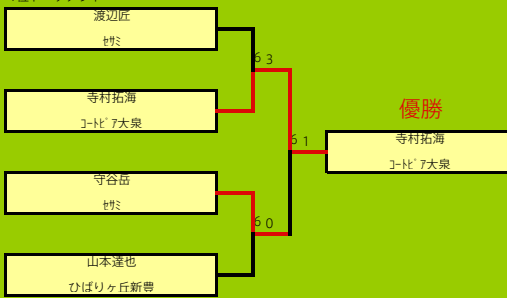 渡辺匠
ｾｻﾐ
6 3
寺村拓海
ｺｰﾄﾋﾟｱ大泉
優勝
寺村拓海
ｺｰﾄﾋﾟｱ大泉
6 1
守谷岳
ｾｻﾐ
6 0
山本達也
ひばりヶ丘新豊